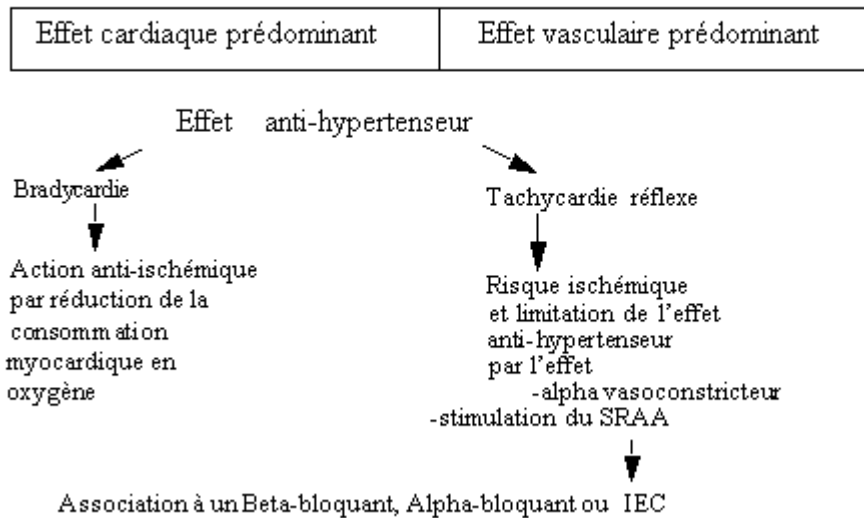 Effet cardiaque prédominant
Effet vasculaire prédominant
Effet anti-hypertenseur
Bradycardie
Action anti-ischémique
par réduction de la
consommation
myocardique en
oxygène
Tachycardie réflexe
Risque ischémique
et limitation de l'effet
anti-hypertenseur
par l'effet
-alpha vasoconstricteur
-stimulation du SRAA
Association à un Beta-bloquant, Alpha-bloquant ou IEC